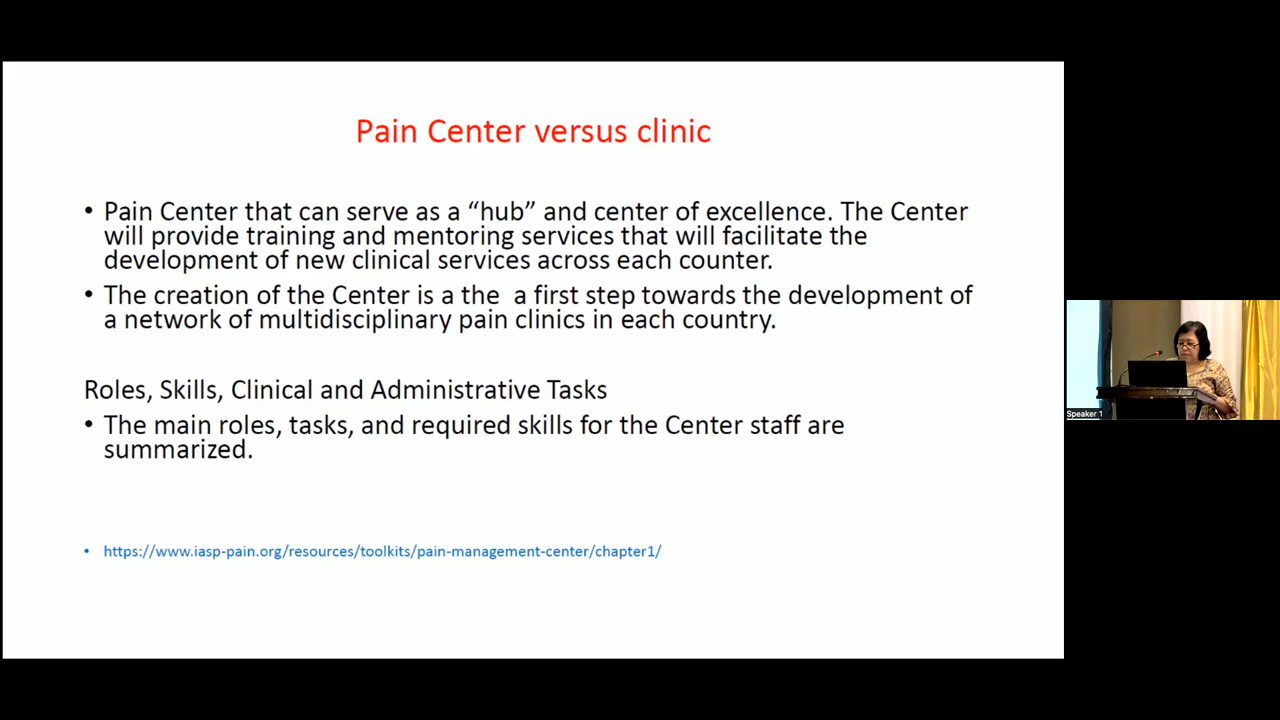 Pain Center versus clinic
• Pain Center that can serve as a “hub” and center of excellence. The Center
will provide training and mentoring services that will facilitate the
development of new clinical services across each counter.
• The creation of the Center is a the  a first step towards the development of
a network of multidisciplinary pain clinics in each country.
Roles, Skills, Clinical and Administrative Tasks
• The main roles, tasks, and required skills for the Center staff are
summarized.
• https://www.iasp-pain.org/resources/toolkits/pain-management-center/chapter1/
Speaker 1